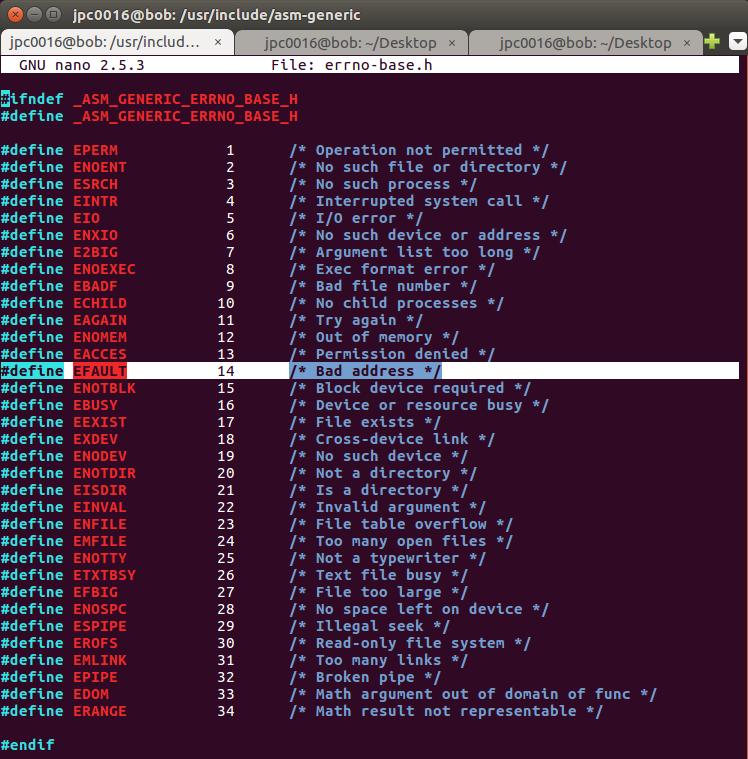 jpc0016@bob: /usr/include/asm-generic
jpc0016@bob: /usr/includ... × jpc0016@bob: ~/Desktop × jpc0016@bob: ~/Desktop ×
GNU nano 2.5.3 File: errno-base.h
#ifndef _ASM_GENERIC_ERRNO_BASE_H
#define _ASM_GENERIC_ERRNO_BASE_H
#define EPERM 1 /* Operation not permitted */
#define ENOENT 2 /* No such file or directory */
#define ESRCH 3 /* No such process */
#define EINTR 4 /* Interrupted system call */
#define EIO 5 /* I/O error */
#define ENXIO 6 /* No such device or address */
#define E2BIG 7 /* Argument list too long */
#define ENOEXEC 8 /* Exec format error */
#define EBADF 9 /* Bad file number */
#define ECHILD 10 /* No child processes */
#define EAGAIN 11 /* Try again */
#define ENOMEM 12 /* Out of memory */
#define EACCES 13 /* Permission denied */
#define EFAULT 14 /* Bad address */
#define ENOTBLK 15 /* Block device required */
#define EBUSY 16 /* Device or resource busy */
#define EEXIST 17 /* File exists */
#define EXDEV 18 /* Cross-device link */
#define ENODEV 19 /* No such device */
#define ENOTDIR 20 /* Not a directory */
#define EISDIR 21 /* Is a directory */
#define EINVAL 22 /* Invalid argument */
#define ENFILE 23 /* File table overflow */
#define EMFILE 24 /* Too many open files */
#define ENOTTY 25 /* Not a typewriter */
#define ETXTBSY 26 /* Text file busy */
#define EFBIG 27 /* File too large */
#define ENOSPC 28 /* No space left on device */
#define ESPIPE 29 /* Illegal seek */
#define EROFS 30 /* Read-only file system */
#define EMLINK 31 /* Too many links */
#define EPIPE 32 /* Broken pipe */
#define EDOM 33 /* Math argument out of domain of func */
#define ERANGE 34 /* Math result not representable */
#endif